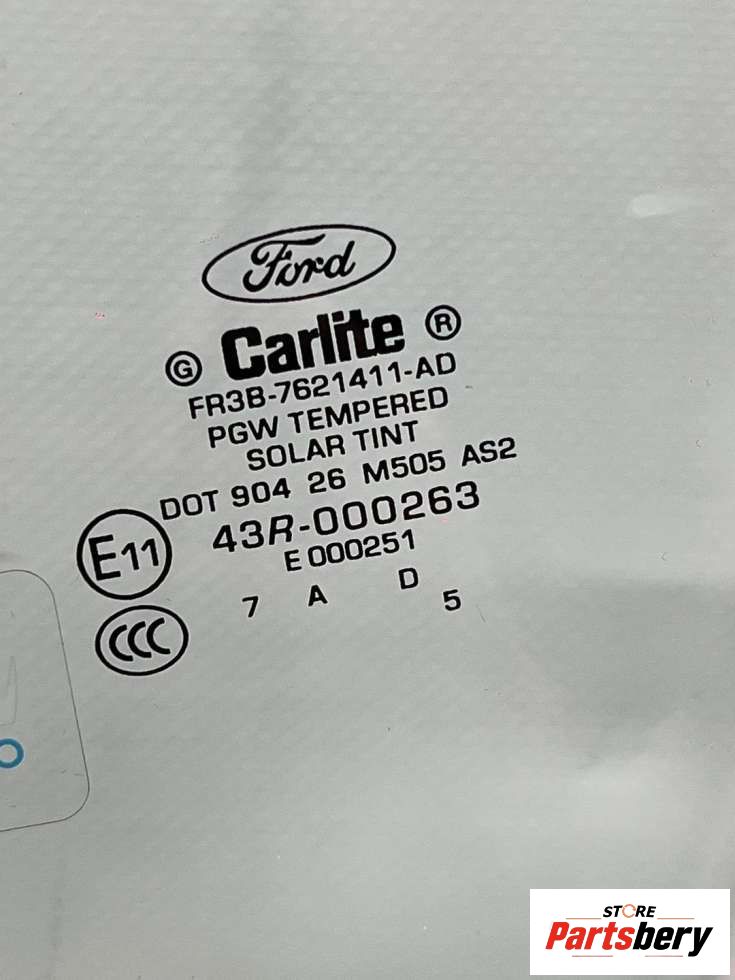 Ford
Carlite ®
G
FR3B-7621411-AD
PGW TEMPERED
SOLAR TINT
DOT 904 26 M505 AS2
E11 43R-000263
E 000251
7 A D 5
CCC
STORE
Partsbery